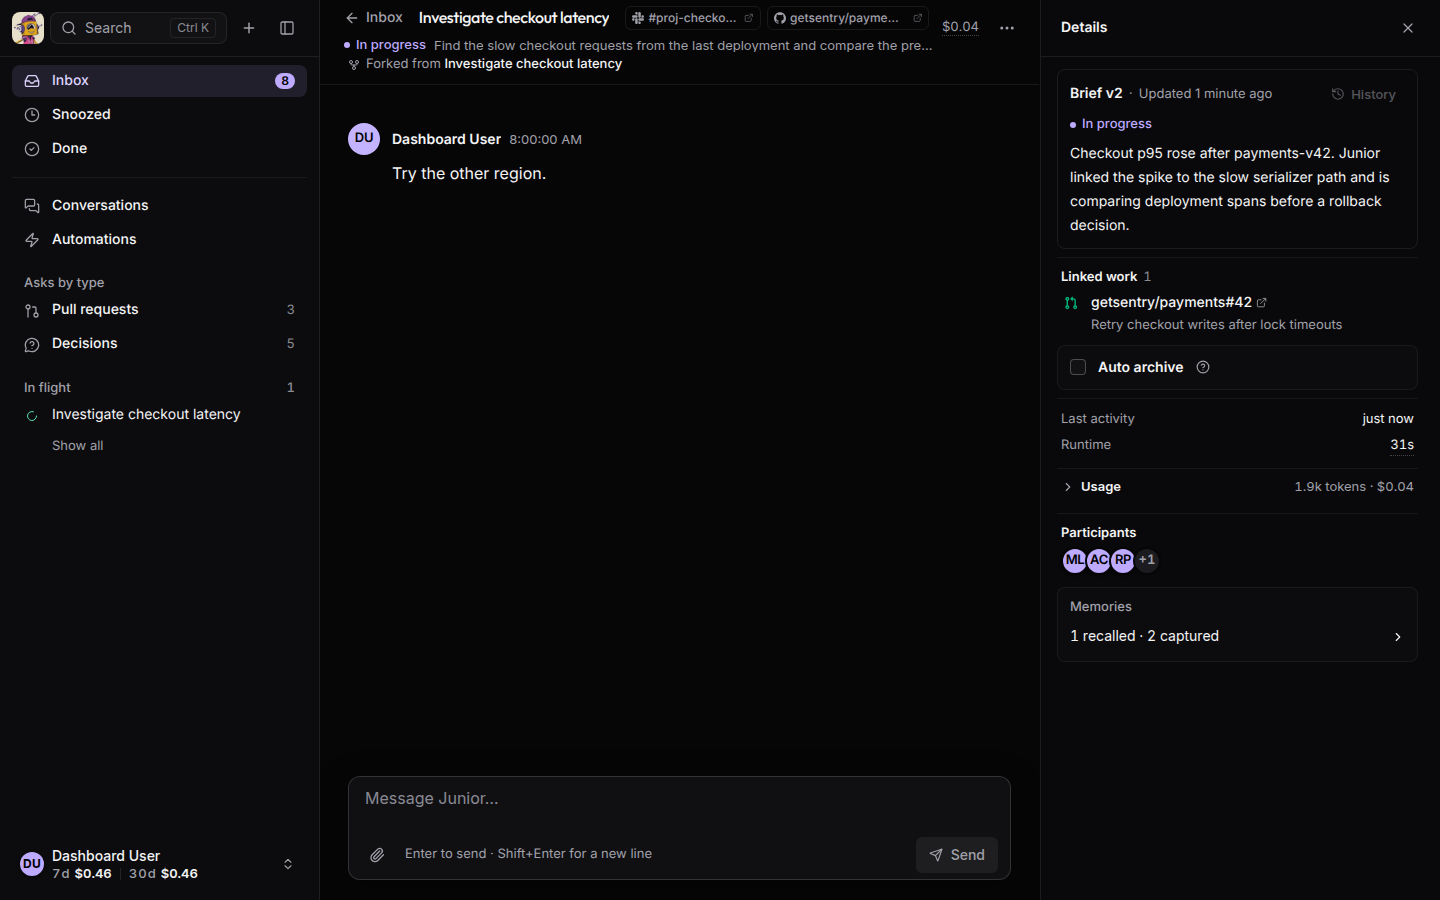 Search Ctrl K
Inbox 8
Snoozed
Done
Conversations
Automations
Asks by type
Pull requests 3
Decisions 5
In flight 1
Investigate checkout latency
Show all
DU Dashboard User
7d $0.46 30d $0.46
Inbox Investigate checkout latency #proj-checko... getsentry/payme... $0.04
In progress Find the slow checkout requests from the last deployment and compare the pre...
Forked from Investigate checkout latency
DU Dashboard User 8:00:00 AM
Try the other region.
Message Junior...
Enter to send · Shift+Enter for a new line Send
Details
Brief v2 · Updated 1 minute ago History
In progress
Checkout p95 rose after payments-v42. Junior
linked the spike to the slow serializer path and is
comparing deployment spans before a rollback
decision.
Linked work 1
getsentry/payments#42
Retry checkout writes after lock timeouts
Auto archive
Last activity just now
Runtime 31s
Usage 1.9k tokens · $0.04
Participants
ML AC RP +1
Memories
1 recalled · 2 captured